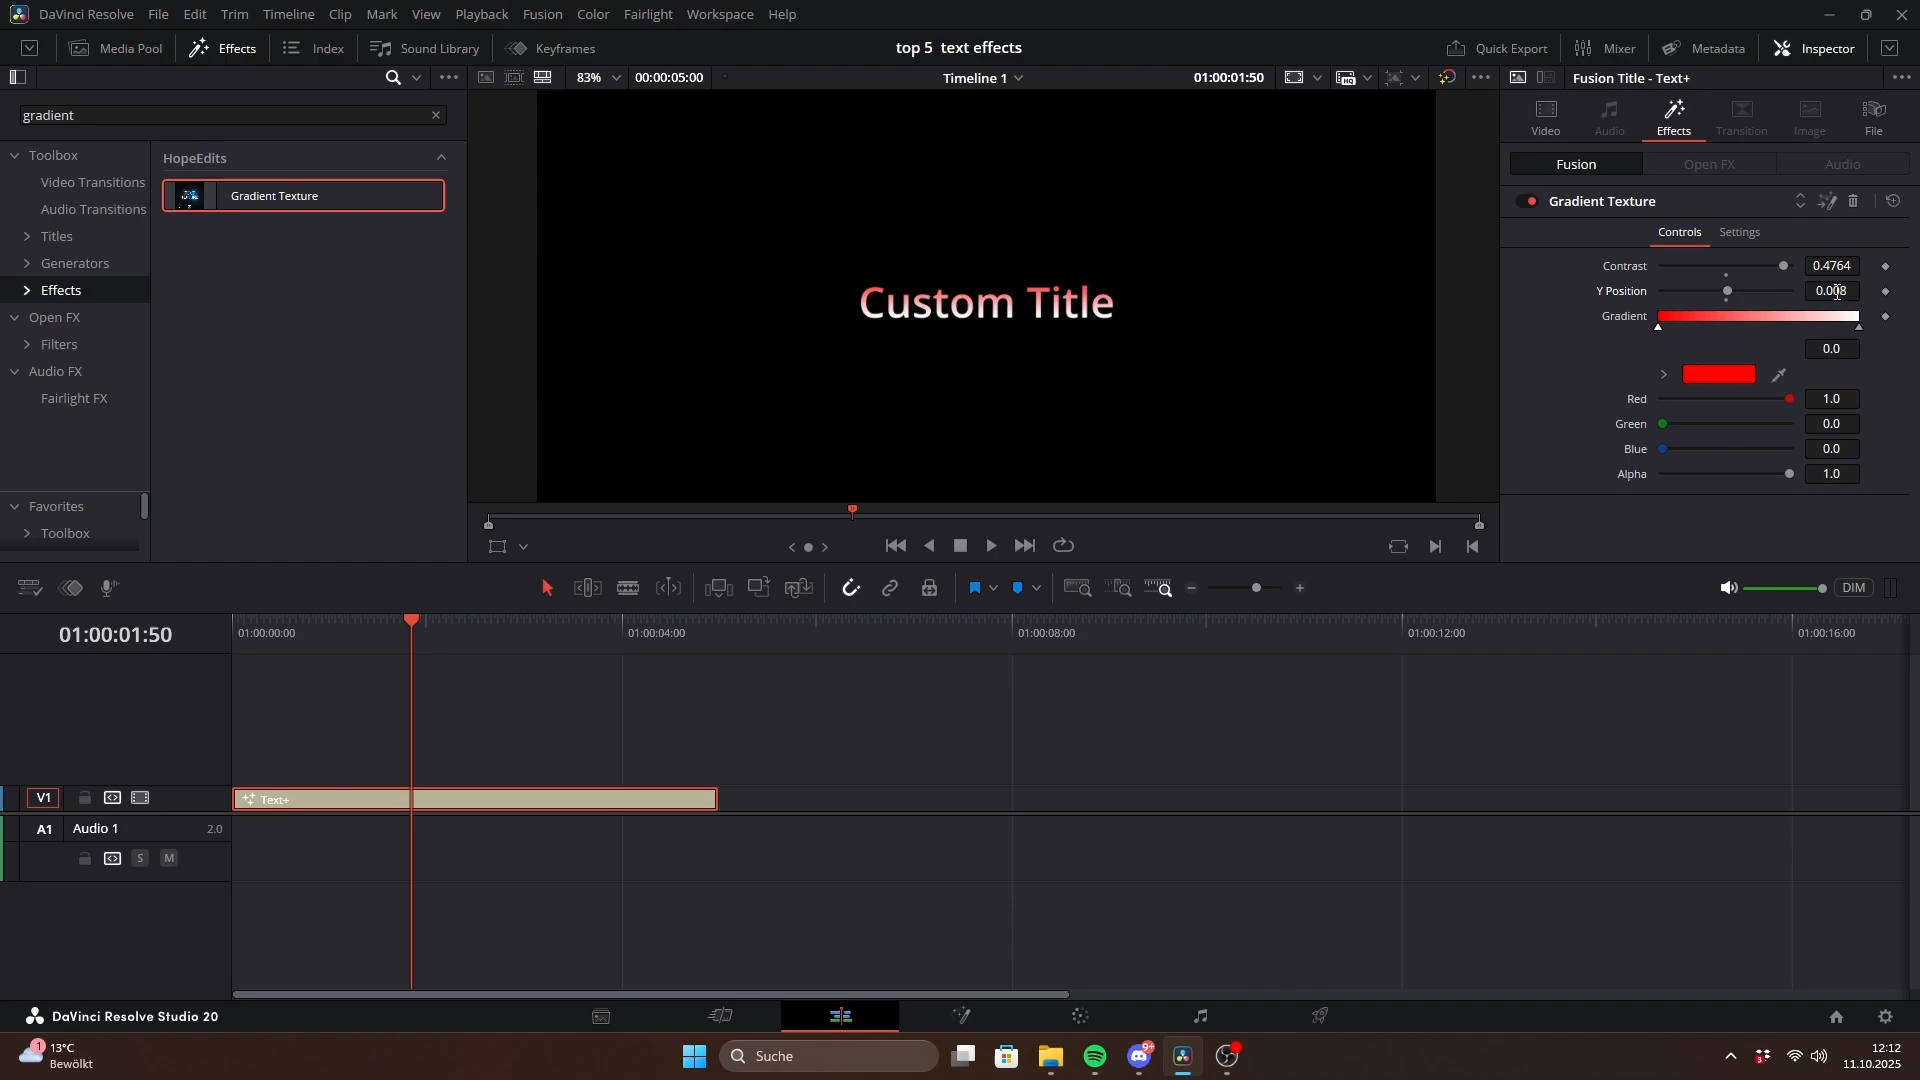 DaVinci Resolve File Edit Trim Timeline Clip Mark View Playback Fusion Color Fairlight Workspace Help
Media Pool Effects Index Sound Library Keyframes top 5 text effects Quick Export Mixer Metadata Inspector
83% 00:00:05:00 Timeline 1 01:00:01:50 HQ Fusion Title - Text+
gradient
Video Audio Effects Transition Image File
Toolbox
Video Transitions
Audio Transitions
Titles
Generators
Effects
Open FX
Filters
Audio FX
Fairlight FX
Favorites
Toolbox
HopeEdits
Gradient Texture
Custom Title
Fusion Open FX Audio
Gradient Texture
Controls Settings
Contrast 0.4764
Y Position 0.008
Gradient
0.0
Red 1.0
Green 0.0
Blue 0.0
Alpha 1.0
DIM
01:00:01:50
01:00:00:00 01:00:04:00 01:00:08:00 01:00:12:00 01:00:16:00
V1 Text+
A1 Audio 1 2.0
S M
DaVinci Resolve Studio 20
1 13°C
Bewölkt
Suche
9+
3
12:12
11.10.2025